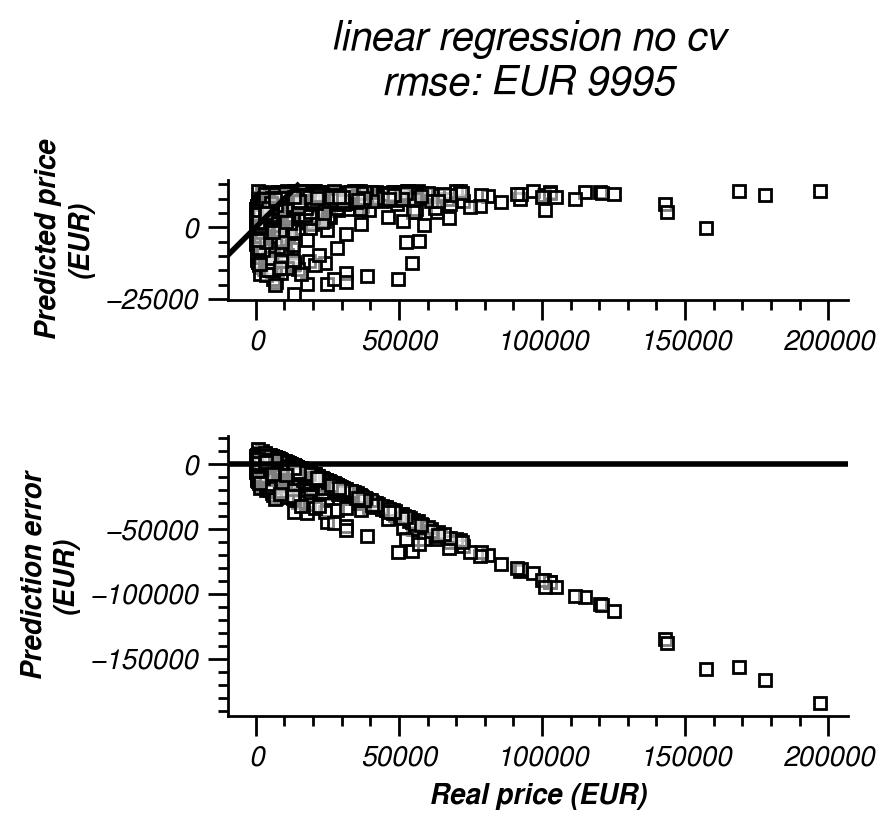 linear regression no cv
rmse: EUR 9995
Predicted price
(EUR)
0
−25000
0
50000
100000
150000
200000
Prediction error
(EUR)
0
−50000
−100000
−150000
0
50000
100000
150000
200000
Real price (EUR)